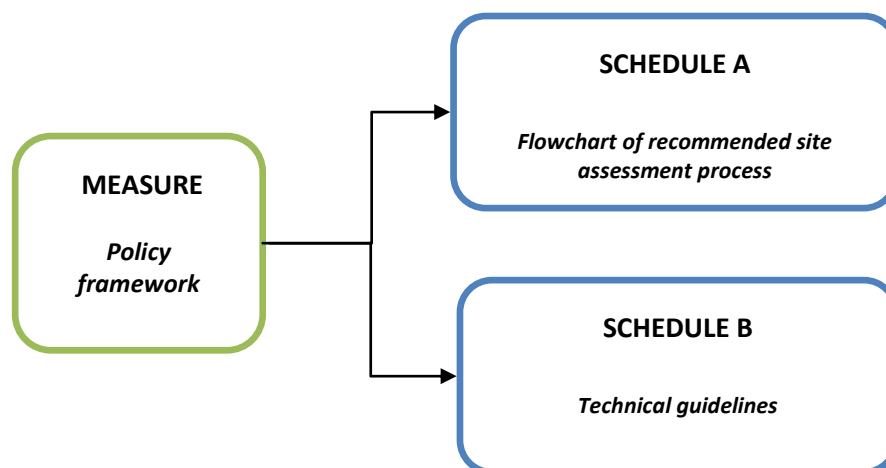 MEASURE
Policy
framework
SCHEDULE A
Flowchart of recommended site
assessment process
SCHEDULE B
Technical guidelines